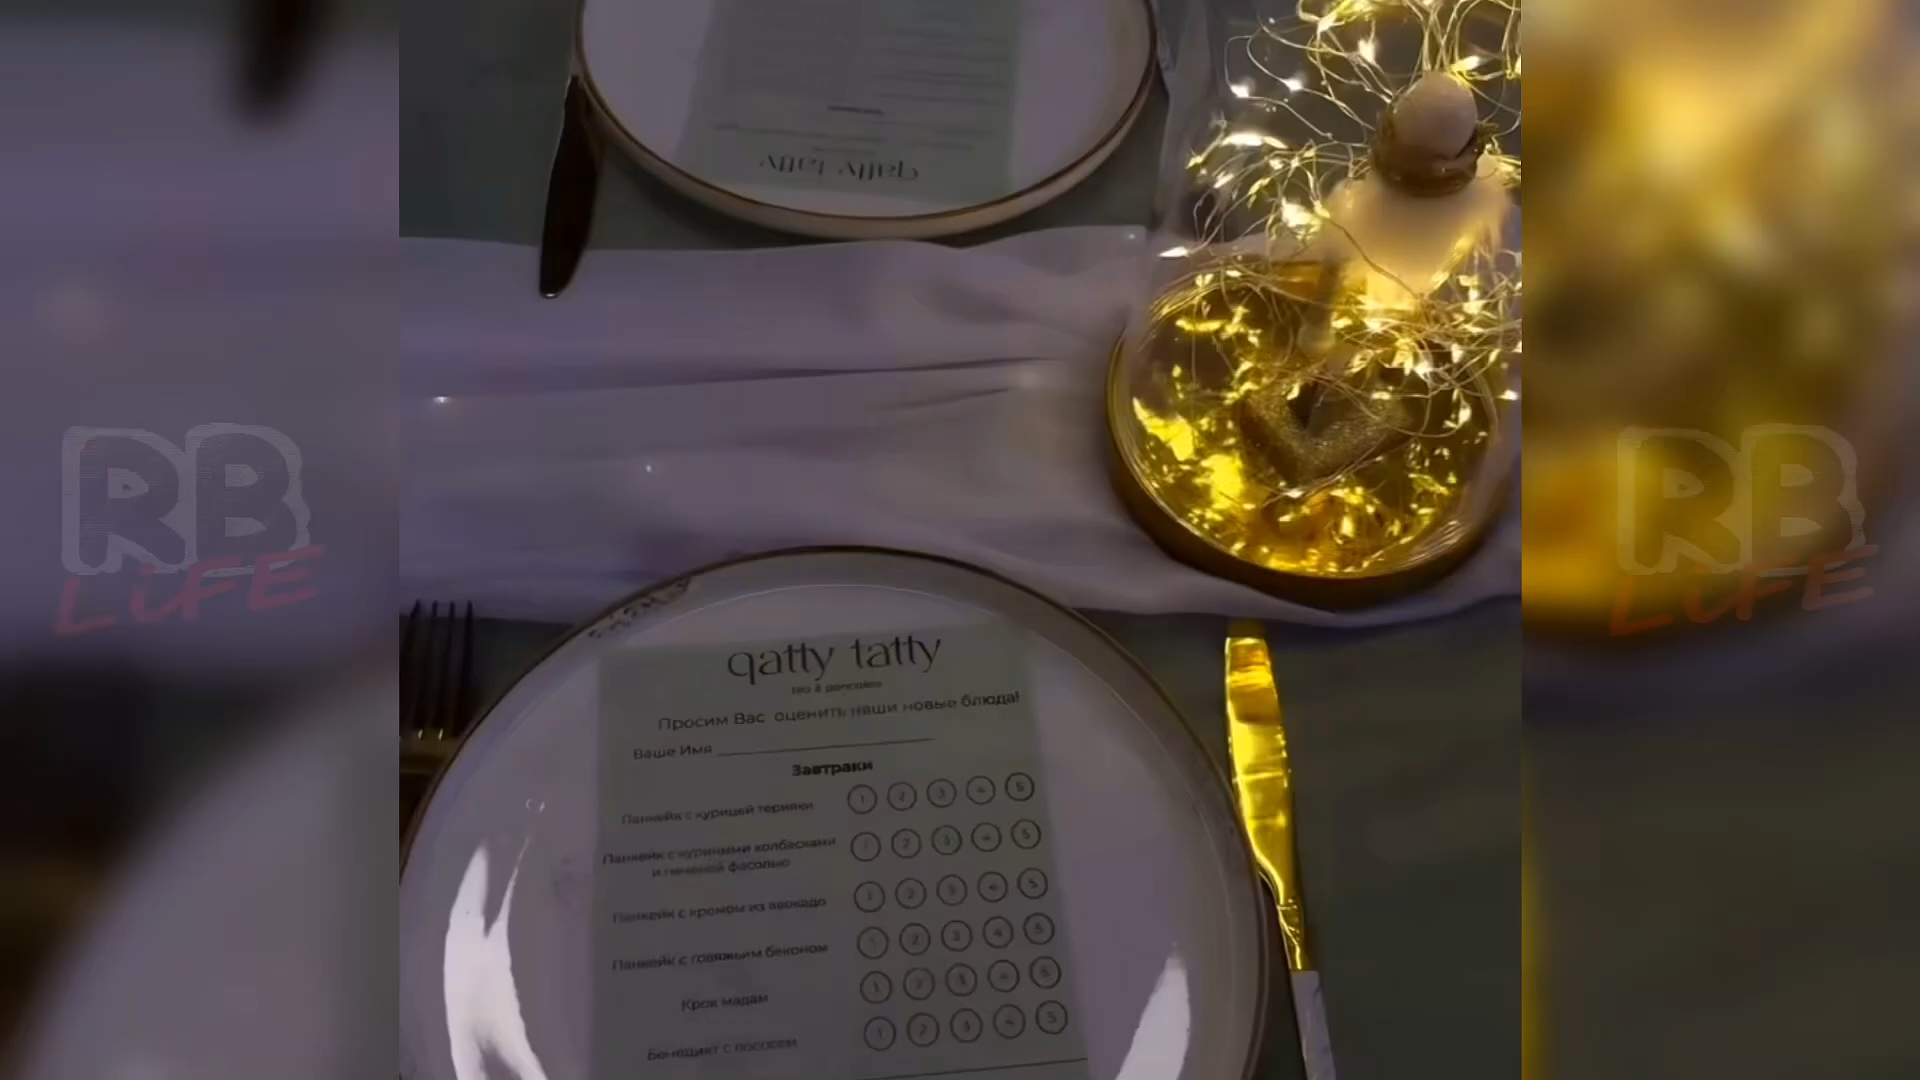 qatty tatty
tea & pancakes
Просим Вас оценить наши новые блюда!
Ваше Имя
Завтраки
Панкейк с курицей терияки 1 2 3 4 5
Панкейк с куриными колбасками 1 2 3 4 5
и печеной фасолью
Панкейк с кремом из авокадо 1 2 3 4 5
Панкейк с говяжьим беконом 1 2 3 4 5
Крок мадам 1 2 3 4 5
Бенедикт с лососем 1 2 3 4 5
qatty tatty
RB
LiFE
RB
LiFE